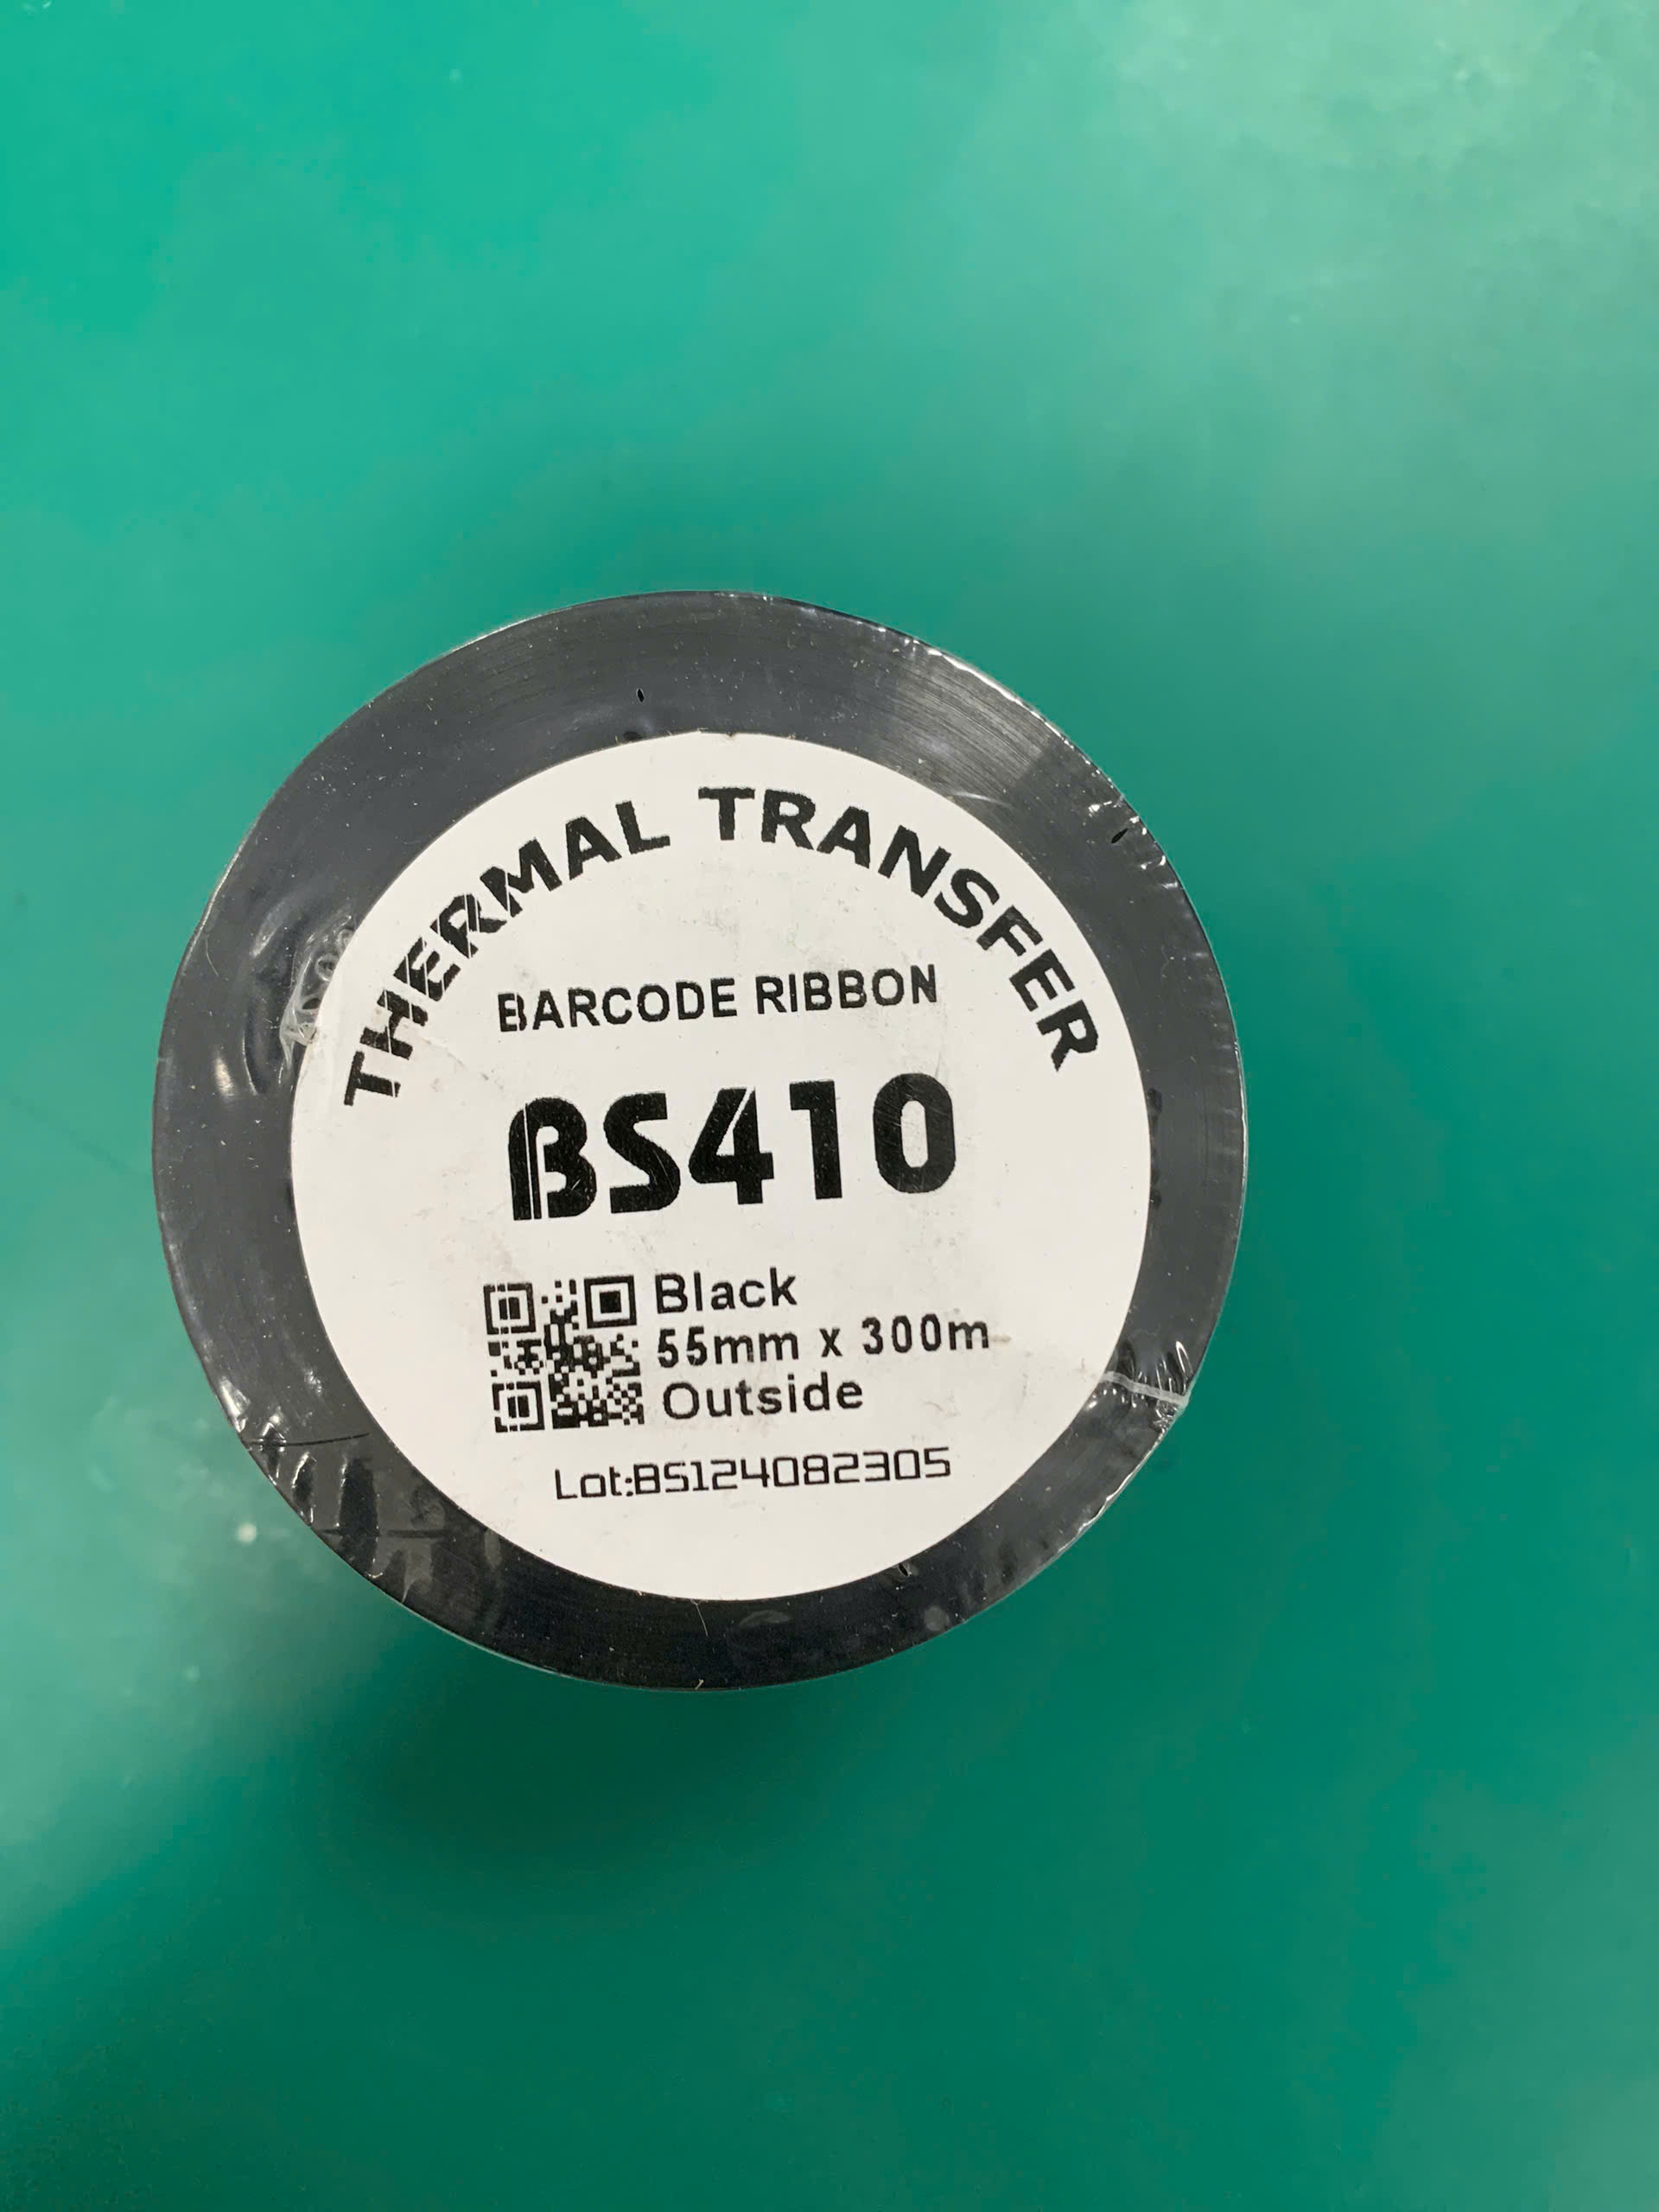 THERMAL TRANSFER
BARCODE RIBBON
BS410
Black
55mm x 300m
Outside
Lot:BS124082305